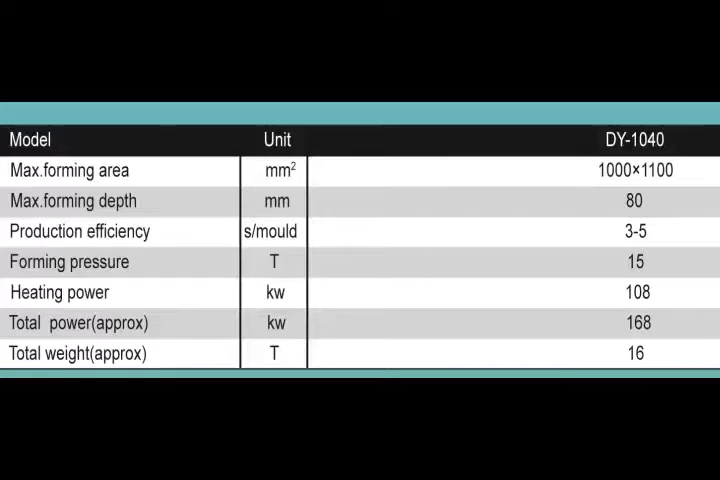 Model Unit DY-1040
Max.forming area mm² 1000×1100
Max.forming depth mm 80
Production efficiency s/mould 3-5
Forming pressure T 15
Heating power kw 108
Total power(approx) kw 168
Total weight(approx) T 16